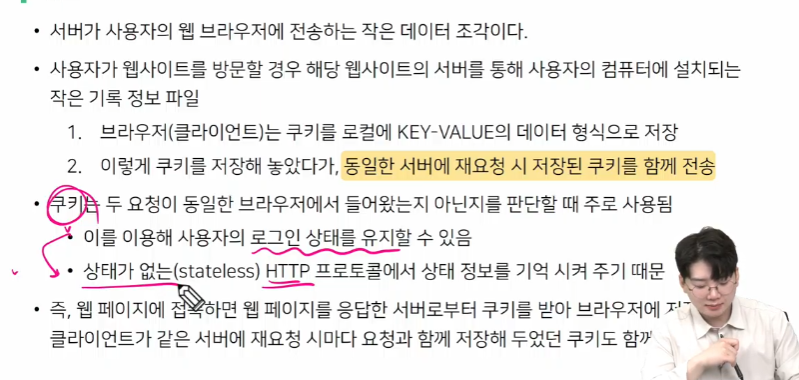 • 서버가 사용자의 웹 브라우저에 전송하는 작은 데이터 조각이다.
• 사용자가 웹사이트를 방문할 경우 해당 웹사이트의 서버를 통해 사용자의 컴퓨터에 설치되는
작은 기록 정보 파일
1. 브라우저(클라이언트)는 쿠키를 로컬에 KEY-VALUE의 데이터 형식으로 저장
2. 이렇게 쿠키를 저장해 놓았다가, 동일한 서버에 재요청 시 저장된 쿠키를 함께 전송
• 쿠키는 두 요청이 동일한 브라우저에서 들어왔는지 아닌지를 판단할 때 주로 사용됨
• 이를 이용해 사용자의 로그인 상태를 유지할 수 있음
• 상태가 없는(stateless) HTTP 프로토콜에서 상태 정보를 기억 시켜 주기 때문
• 즉, 웹 페이지에 접속하면 웹 페이지를 응답한 서버로부터 쿠키를 받아 브라우저에
클라이언트가 같은 서버에 재요청 시마다 요청과 함께 저장해 두었던 쿠키도 함께